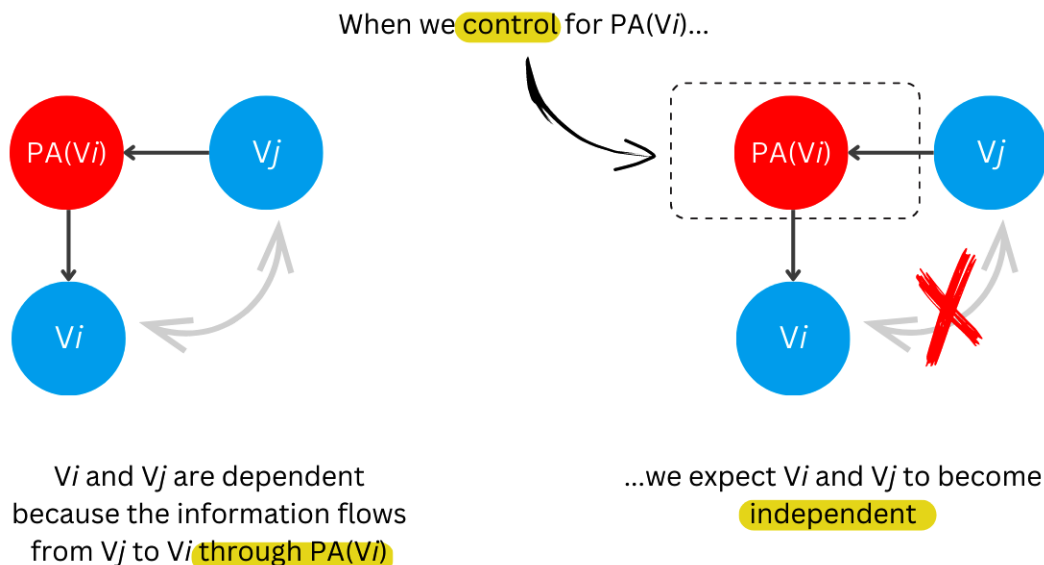 When we control for PA(Vi)...
PA(Vi)
Vj
Vi
PA(Vi)
Vj
Vi
Vi and Vj are dependent
because the information flows
from Vj to Vi through PA(Vi)
...we expect Vi and Vj to become
independent